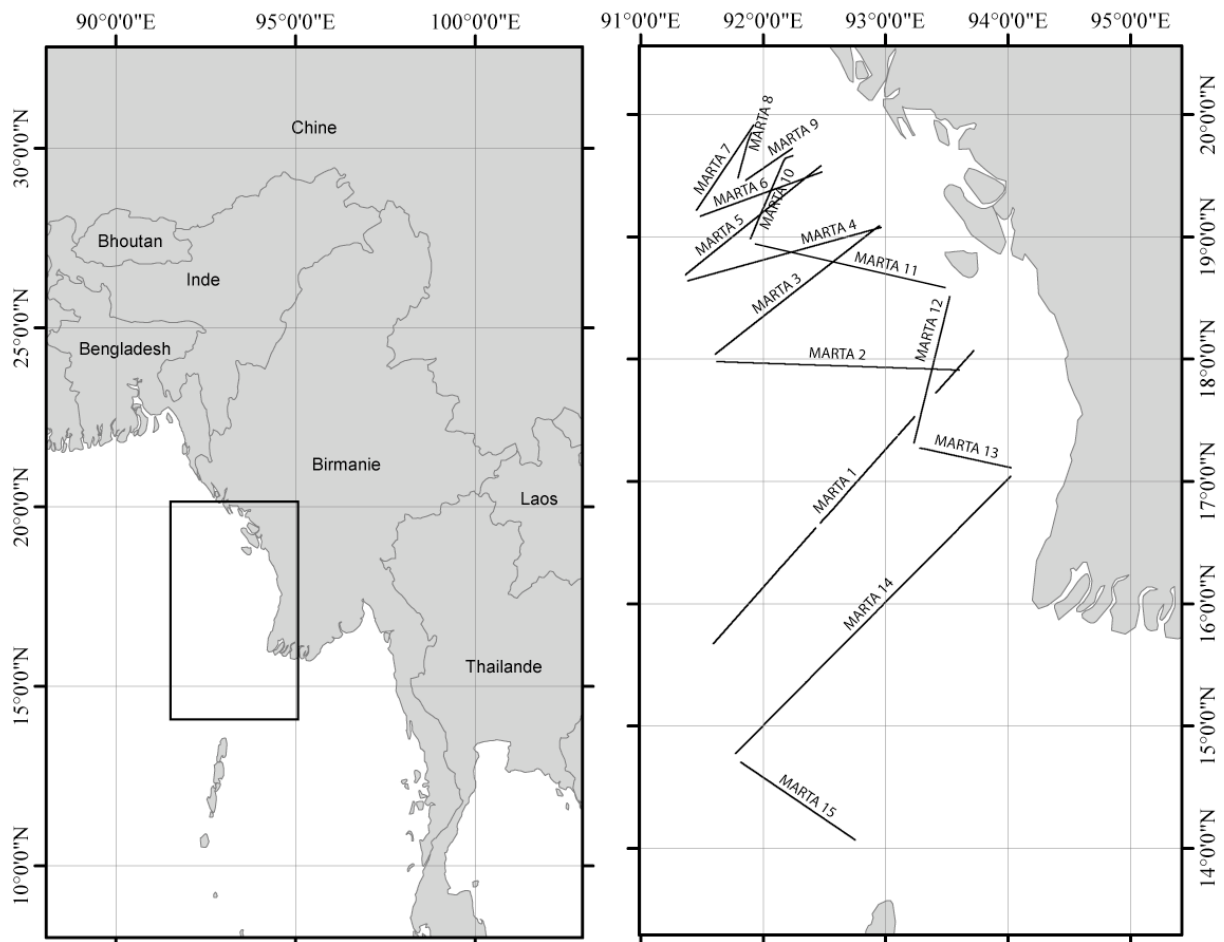 90°0'0"E
95°0'0"E
100°0'0"E
30°0'0"N
25°0'0"N
20°0'0"N
15°0'0"N
10°0'0"N
Chine
Bhoutan
Inde
Bengladesh
Birmanie
Laos
Thailande
91°0'0"E
92°0'0"E
93°0'0"E
94°0'0"E
95°0'0"E
20°0'0"N
19°0'0"N
18°0'0"N
17°0'0"N
16°0'0"N
15°0'0"N
14°0'0"N
MARTA 8
MARTA 9
MARTA 7
MARTA 6
MARTA 10
MARTA 5
MARTA 4
MARTA 11
MARTA 3
MARTA 12
MARTA 2
MARTA 13
MARTA 1
MARTA 14
MARTA 15